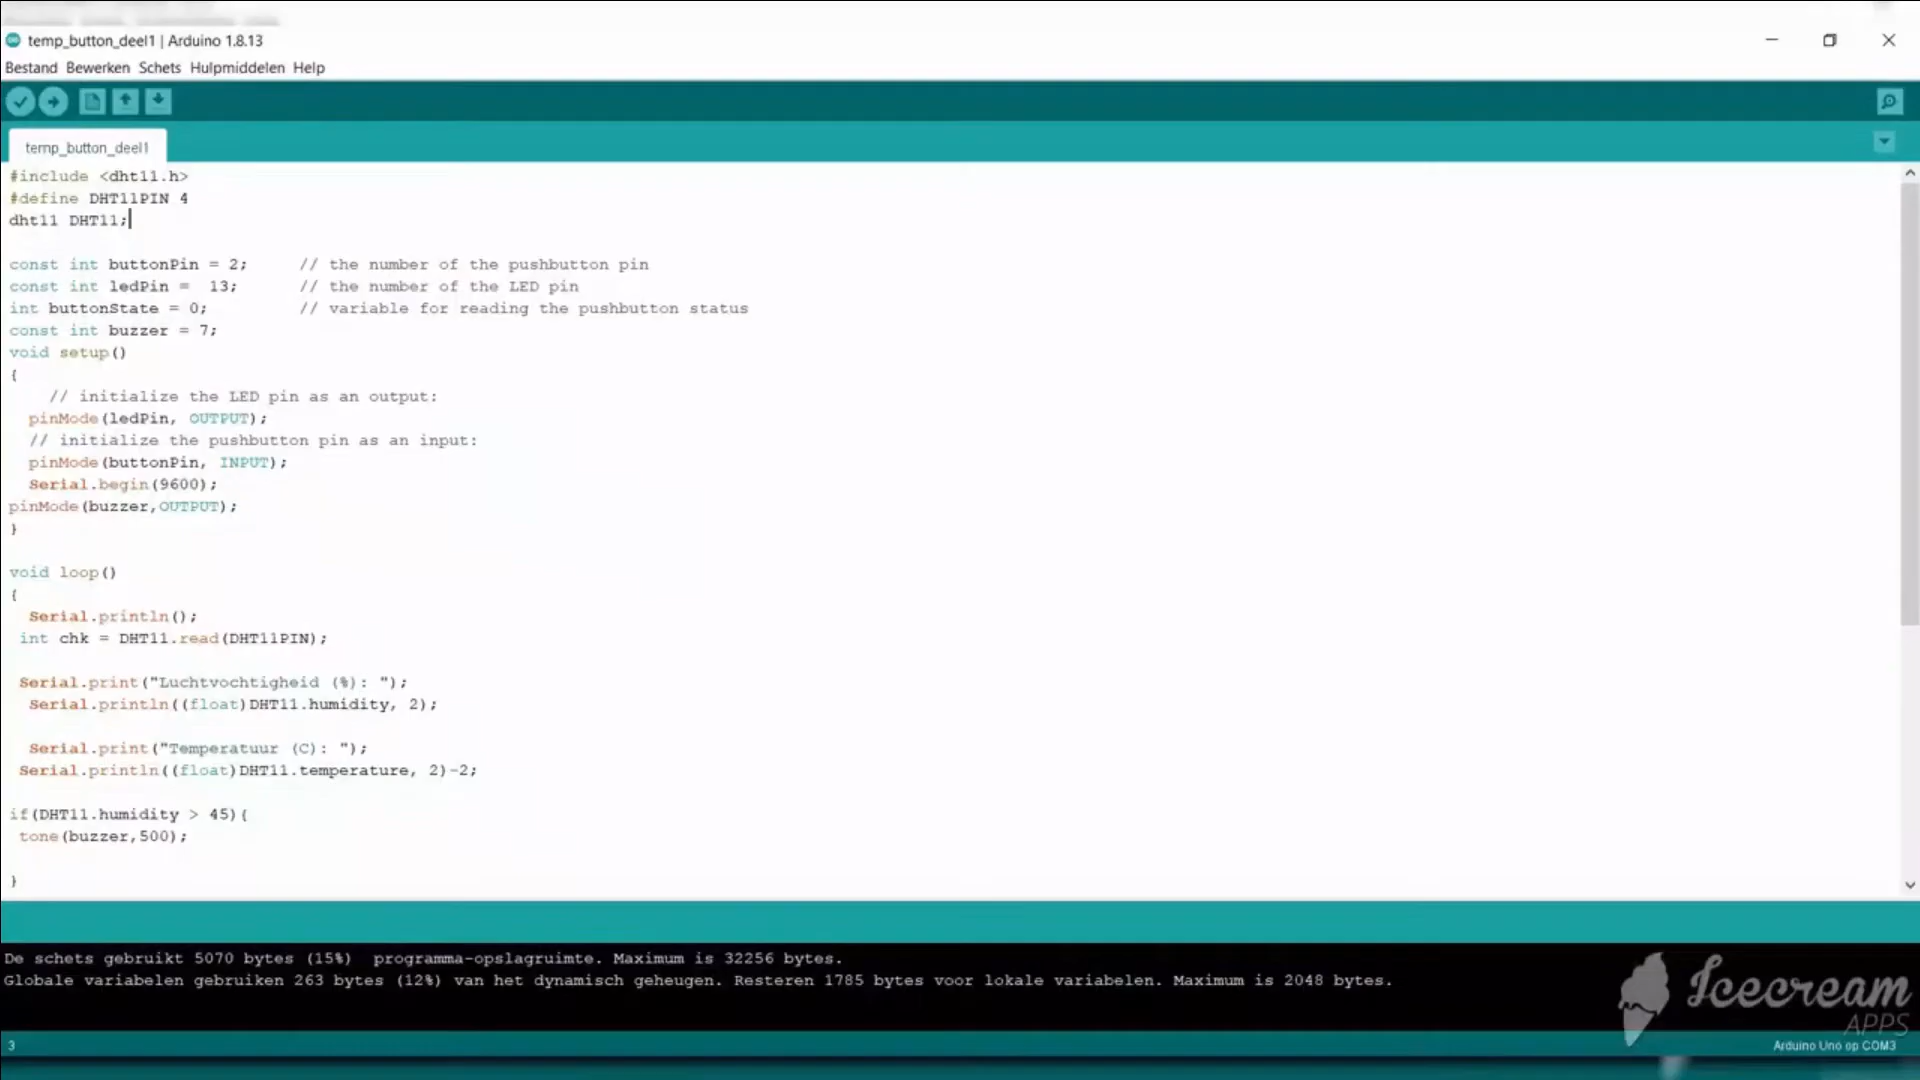 temp_button_deel1 | Arduino 1.8.13
Bestand Bewerken Schets Hulpmiddelen Help
temp_button_deel1
#include <dht11.h>
#define DHT11PIN 4
dht11 DHT11;
const int buttonPin = 2;     // the number of the pushbutton pin
const int ledPin =  13;      // the number of the LED pin
int buttonState = 0;         // variable for reading the pushbutton status
const int buzzer = 7;
void setup()
{
    // initialize the LED pin as an output:
  pinMode(ledPin, OUTPUT);
  // initialize the pushbutton pin as an input:
  pinMode(buttonPin, INPUT);
  Serial.begin(9600);
pinMode(buzzer,OUTPUT);
}
void loop()
{
  Serial.println();
 int chk = DHT11.read(DHT11PIN);
 Serial.print("Luchtvochtigheid (%): ");
  Serial.println((float)DHT11.humidity, 2);
  Serial.print("Temperatuur (C): ");
 Serial.println((float)DHT11.temperature, 2)-2;
if(DHT11.humidity > 45){
 tone(buzzer,500);
}
De schets gebruikt 5070 bytes (15%)  programma-opslagruimte. Maximum is 32256 bytes.
Globale variabelen gebruiken 263 bytes (12%) van het dynamisch geheugen. Resteren 1785 bytes voor lokale variabelen. Maximum is 2048 bytes.
Icecream
APPS
3
Arduino Uno op COM3